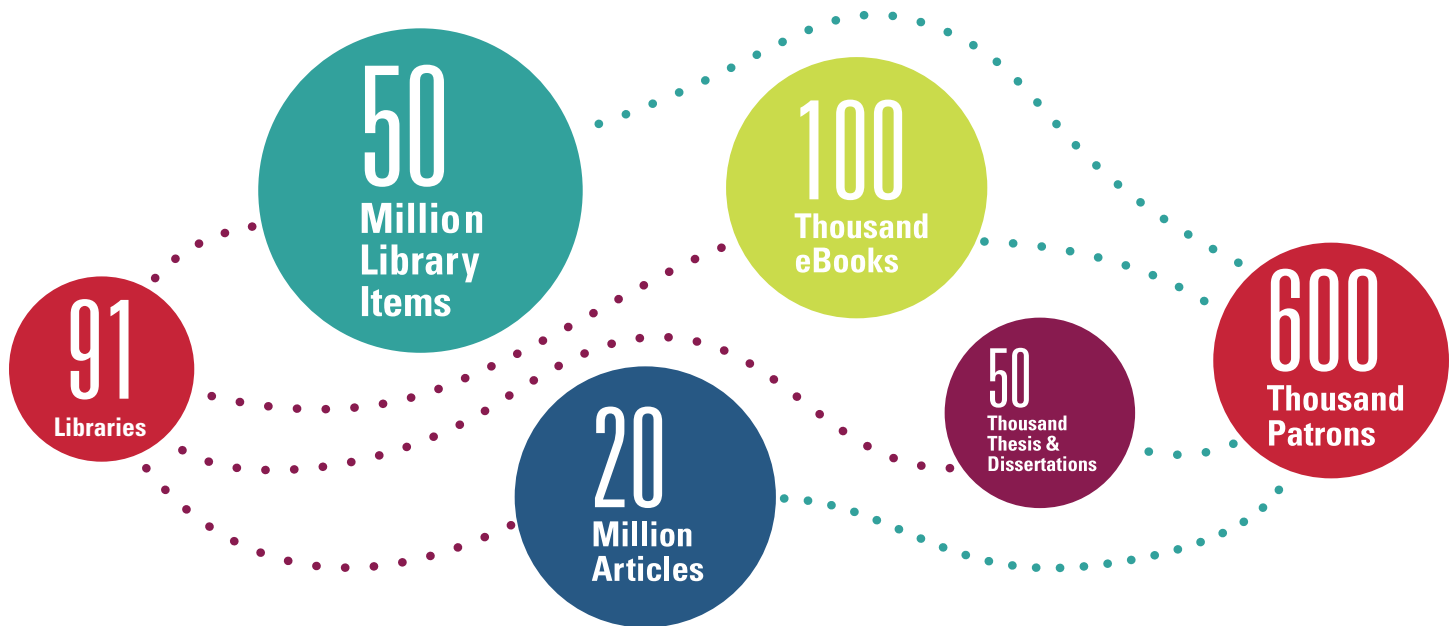 50
Million
Library
Items
100
Thousand
eBooks
91
Libraries
600
Thousand
Patrons
50
Thousand
Thesis &
Dissertations
20
Million
Articles